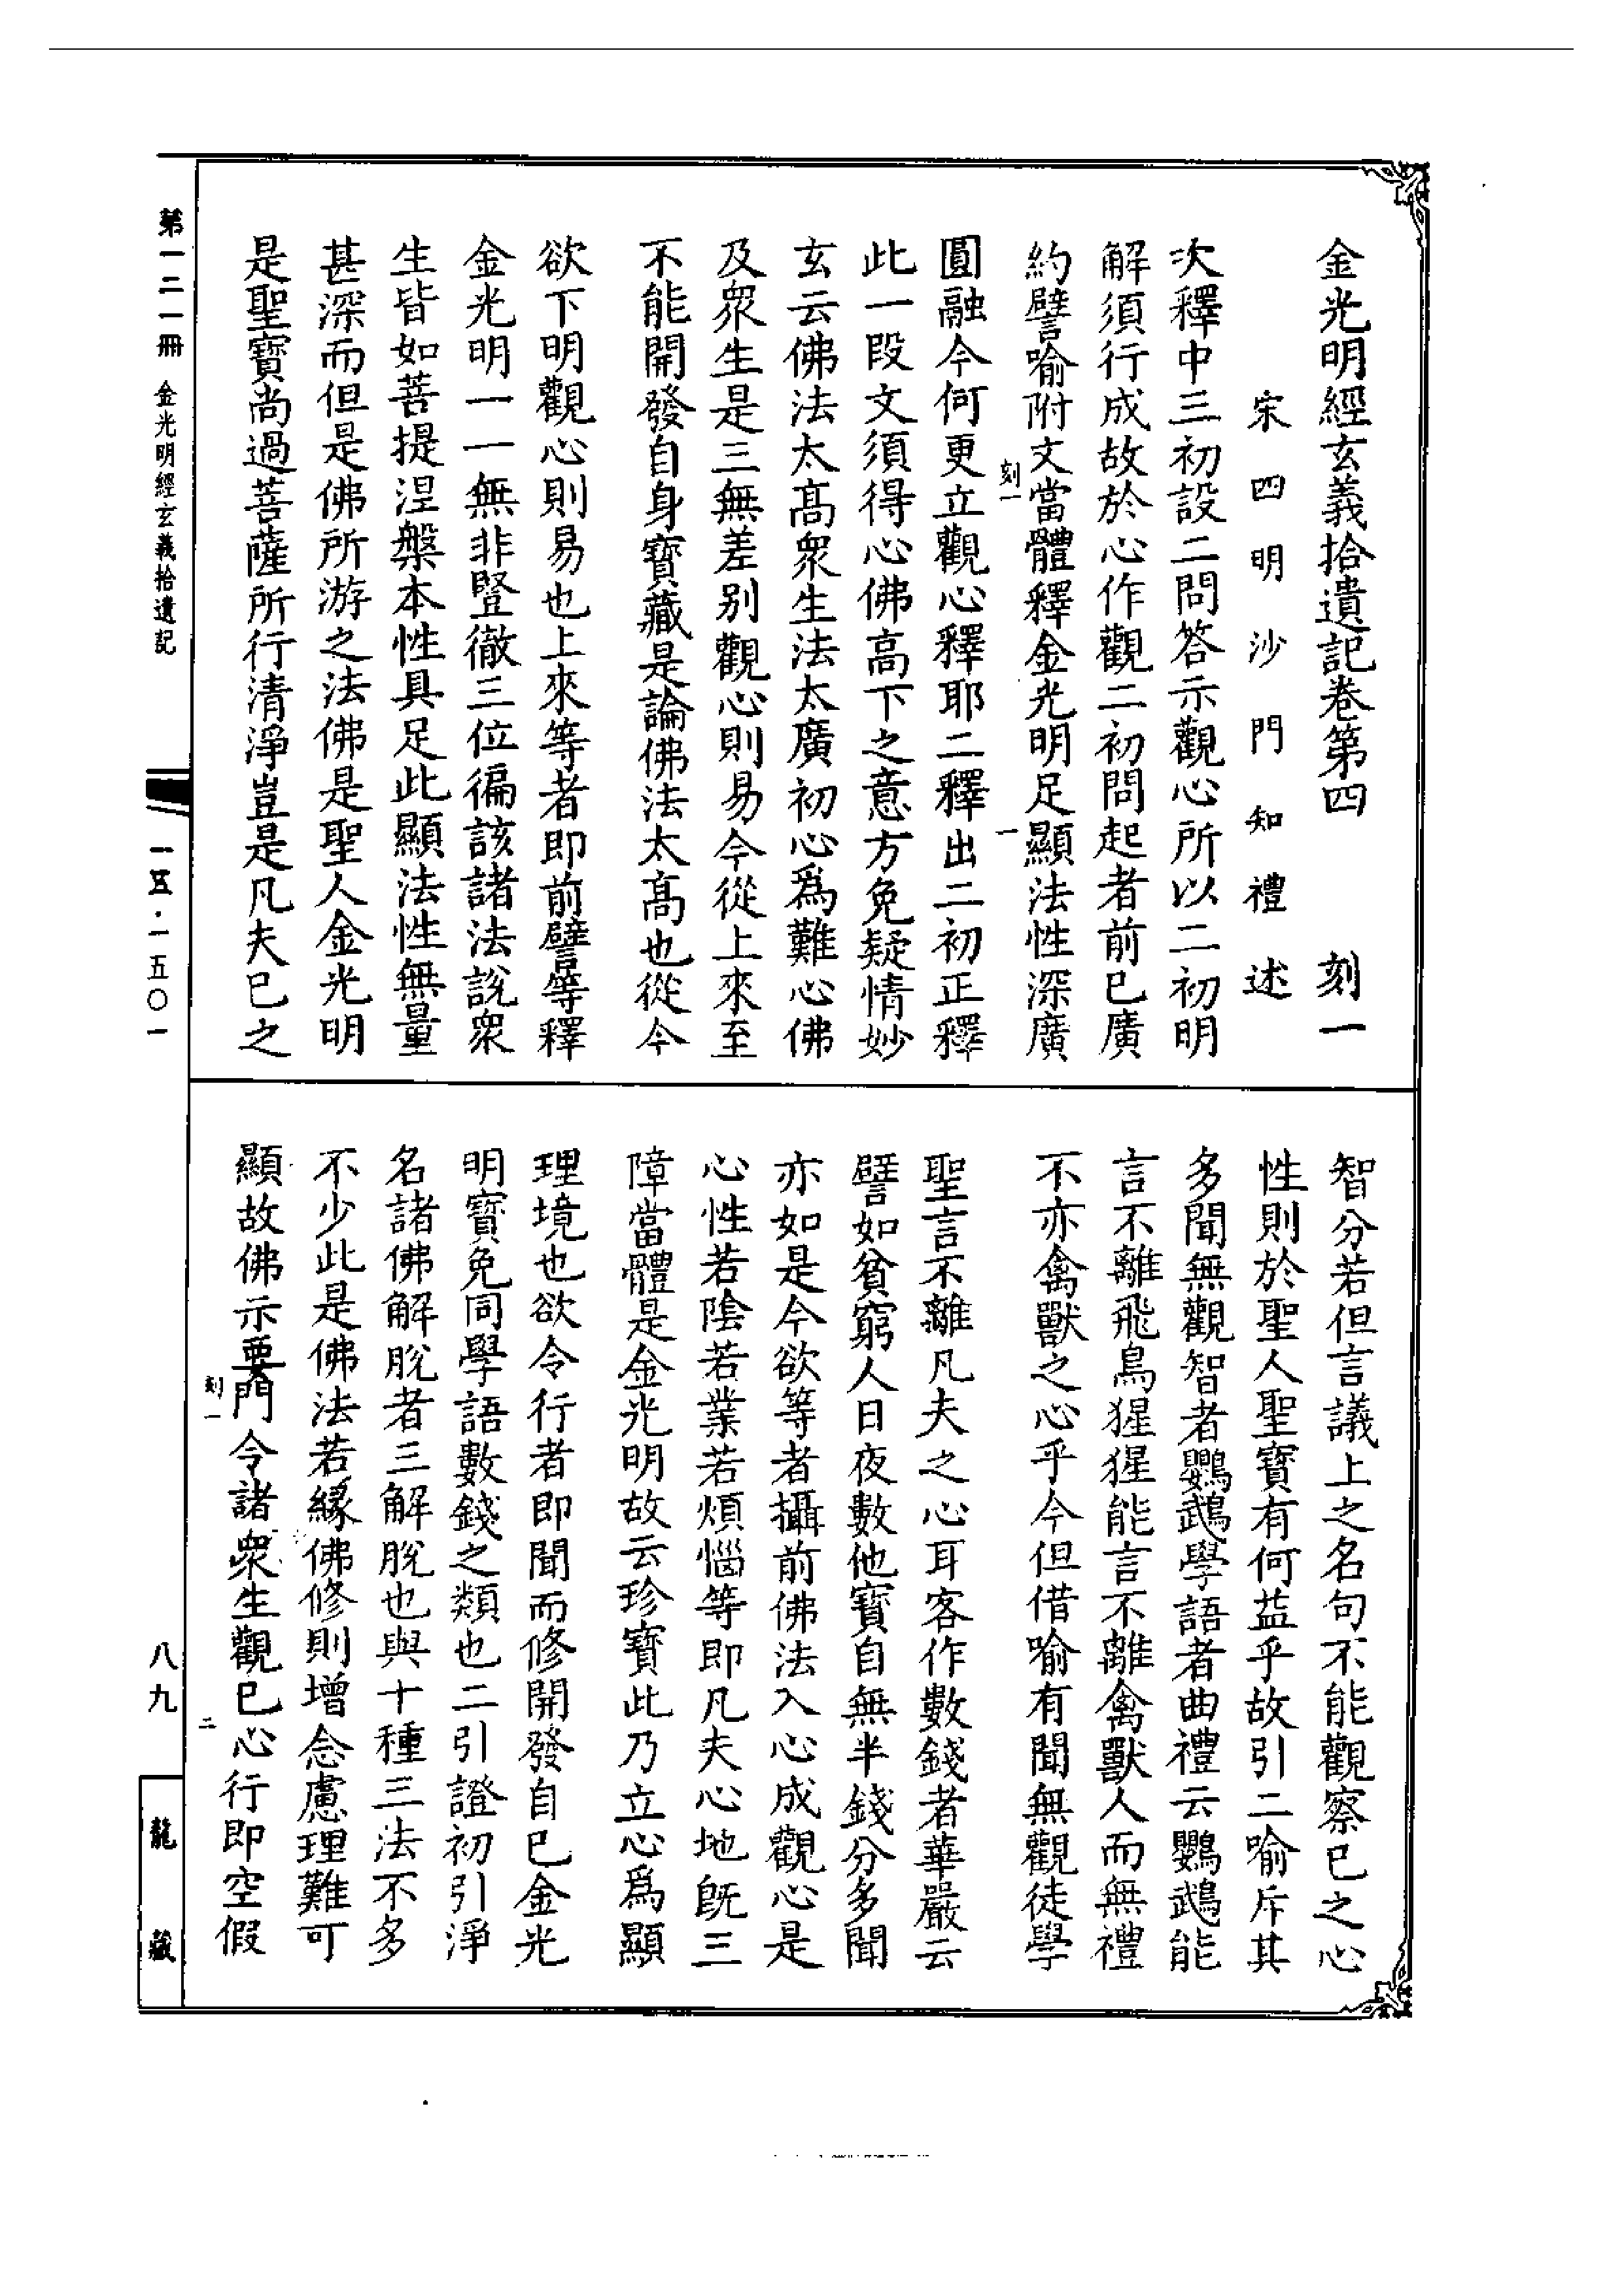 金光明經玄義拾遺記卷第四 刻一
宋四明沙門知禮述
次釋中三初設二問答示觀心所以二初明
解須行成故於心作觀二初問起者前已廣
約譬喻附文當體釋金光明足顯法性深廣
刻一 一
圓融今何更立觀心釋耶二釋出二初正釋
此一段文須得心佛高下之意方免疑情妙
玄云佛法太高衆生法太廣初心爲難心佛
及衆生是三無差別觀心則易今從上來至
不能開發自身寶藏是論佛法太高也從今
欲下明觀心則易也上來等者即前譬等釋
金光明一一無非豎徹三位徧該諸法說衆
生皆如菩提涅槃本性具足此顯法性無量
甚深而但是佛所游之法佛是聖人金光明
是聖寶尚過菩薩所行清淨豈是凡夫已之
智分若但言議上之名句不能觀察已之心
性則於聖人聖寶有何益乎故引二喻斥其
多聞無觀智者鸚鵡學語者曲禮云鸚鵡能
言不離飛鳥猩猩能言不離禽獸人而無禮
不亦禽獸之心乎今但借喻有聞無觀徒學
聖言不離凡夫之心耳客作數錢者華嚴云
譬如貧窮人日夜數他寶自無半錢分多聞
亦如是今欲等者攝前佛法入心成觀心是
心性若陰若業若煩惱等即凡夫心地旣三
障當體是金光明故云珍寶此乃立心爲顯
理境也欲令行者即聞而修開發自已金光
明寶免同學語數錢之類也二引證初引淨
名諸佛解脫者三解脫也與十種三法不多
不少此是佛法若緣佛修則增念慮理難可
顯故佛示要門令諸衆生觀已心行即空假
刻一 二
第一二一冊 金光明經玄義拾遺記
一五·一五〇一
八九
龍藏